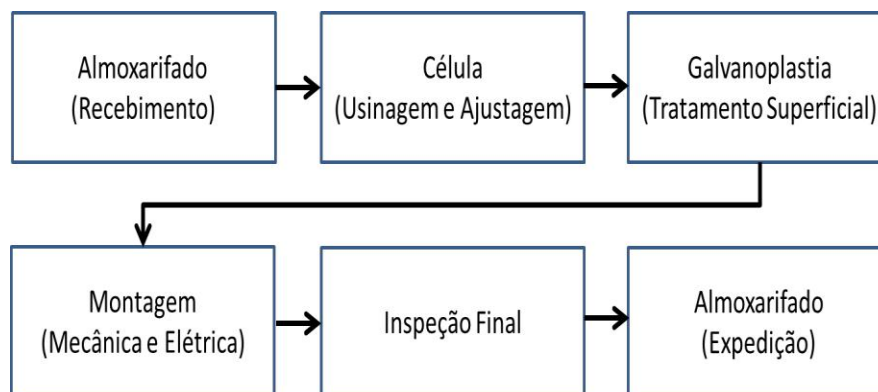 Almoxarifado
(Recebimento)
Célula
(Usinagem e Ajustagem)
Galvanoplastia
(Tratamento Superficial)
Montagem
(Mecânica e Elétrica)
Inspeção Final
Almoxarifado
(Expedição)